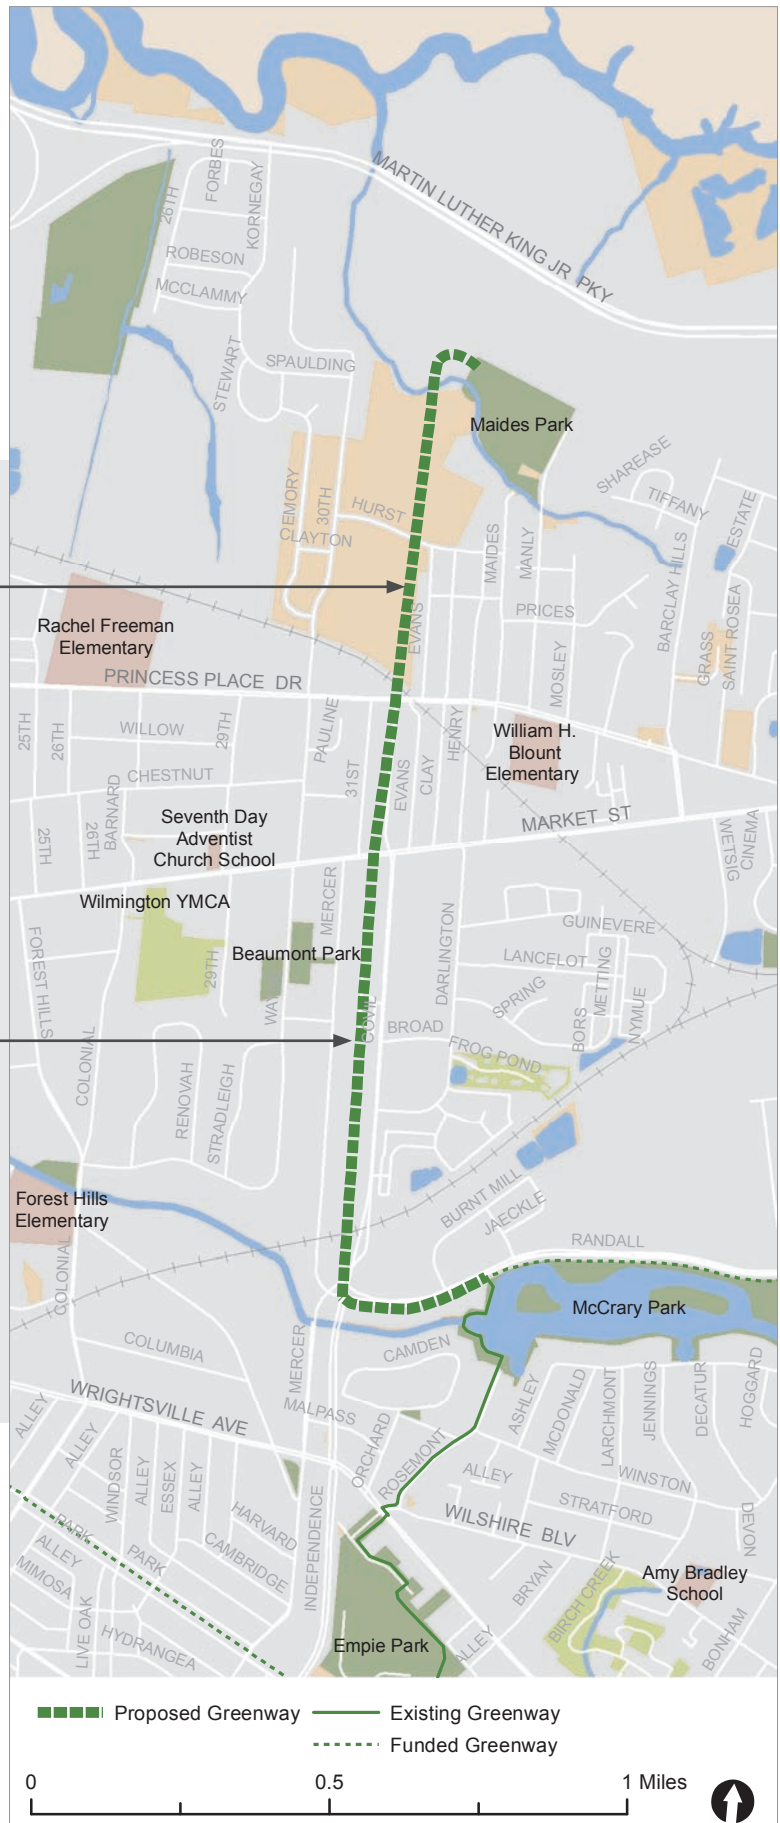 MARTIN LUTHER KING JR PKY
26TH
FORBES
KORNEGAY
ROBESON
MCCLAMMY
STEWART
SPAULDING
Maides Park
SHAREASE
TIFFANY
ESTATE
EMORY
30TH
HURST
CLAYTON
MAIDES
MANLY
BARCLAY HILLS
EVANS
PRICES
GRASS
SAINT ROSEA
Rachel Freeman
Elementary
MOSLEY
PRINCESS PLACE DR
25TH
26TH
WILLOW
29TH
PAULINE
HENRY
William H.
Blount
Elementary
CHESTNUT
31ST
EVANS
CLAY
BARNARD
25TH
26TH
Seventh Day
Adventist
Church School
MARKET ST
WETSIG
CINEMA
Wilmington YMCA
MERCER
FOREST HILLS
DARLINGTON
GUINEVERE
Beaumont Park
29TH
LANCELOT
METTING
SPRING
WAY
COVIL
BROAD
BORS
NYMUE
COLONIAL
RENOVAH
STRADLEIGH
FROG POND
Forest Hills
Elementary
BURNT MILL
JAECKLE
COLONIAL
RANDALL
McCrary Park
COLUMBIA
MERCER
CAMDEN
ASHLEY
MCDONALD
LARCHMONT
JENNINGS
DECATUR
HOGGARD
WRIGHTSVILLE AVE
MALPASS
ORCHARD
ROSEMONT
ALLEY
ALLEY
WINDSOR
ALLEY
ESSEX
ALLEY
ALLEY
WINSTON
STRATFORD
HARVARD
INDEPENDENCE
WILSHIRE BLV
DEVON
PARK
ALLEY
PARK
CAMBRIDGE
MIMOSA
BRYAN
BIRCH CREEK
Amy Bradley
School
LIVE OAK
HYDRANGEA
Empie Park
ALLEY
BONHAM
Proposed Greenway
Existing Greenway
Funded Greenway
0 0.5 1 Miles